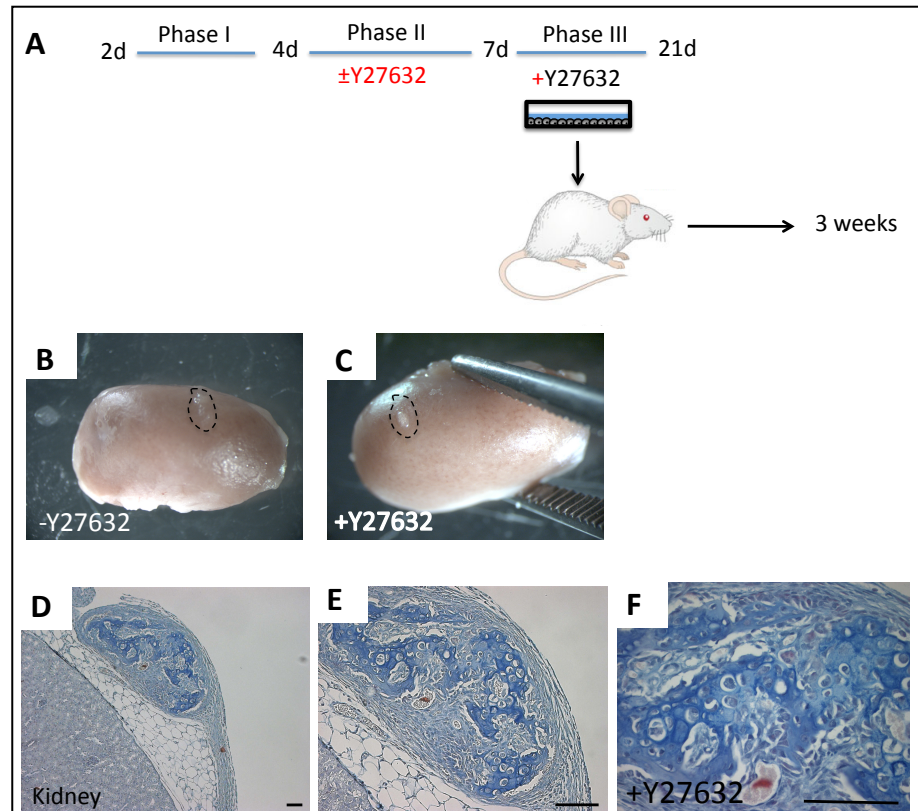 A
Phase I
Phase II
Phase III
2d
4d
7d
21d
±Y27632
+Y27632
3 weeks
B
-Y27632
C
+Y27632
D
Kidney
E
F
+Y27632